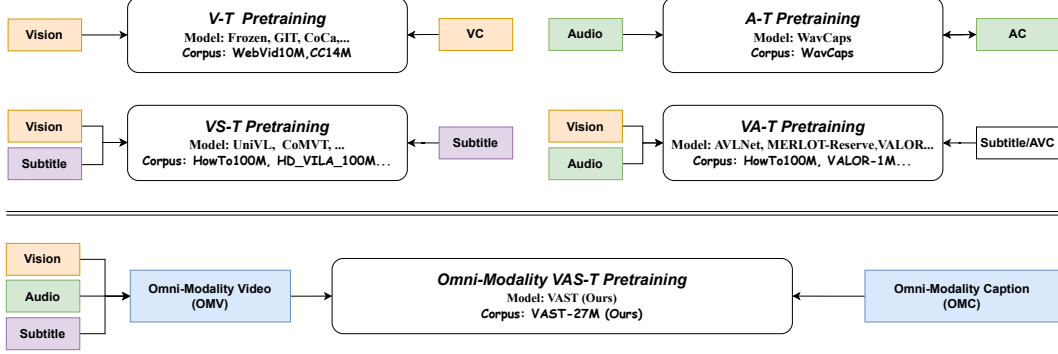 V-T Pretraining
Vision
Model: Frozen, GIT, CoCa,...
VC
Corpus: WebVid10M,CC14M
A-T Pretraining
Audio
Model: WavCaps
AC
Corpus: WavCaps
Vision
Subtitle
VS-T Pretraining
Model: UniVL, CoMVT, ...
Corpus: HowTo100M, HD_VILA_100M...
Subtitle
Vision
Audio
VA-T Pretraining
Model: AVLNet, MERLOT-Reserve,VALOR...
Corpus: HowTo100M, VALOR-1M...
Subtitle/AVC
Vision
Audio
Subtitle
Omni-Modality Video
(OMV)
Omni-Modality VAS-T Pretraining
Model: VAST (Ours)
Corpus: VAST-27M (Ours)
Omni-Modality Caption
(OMC)